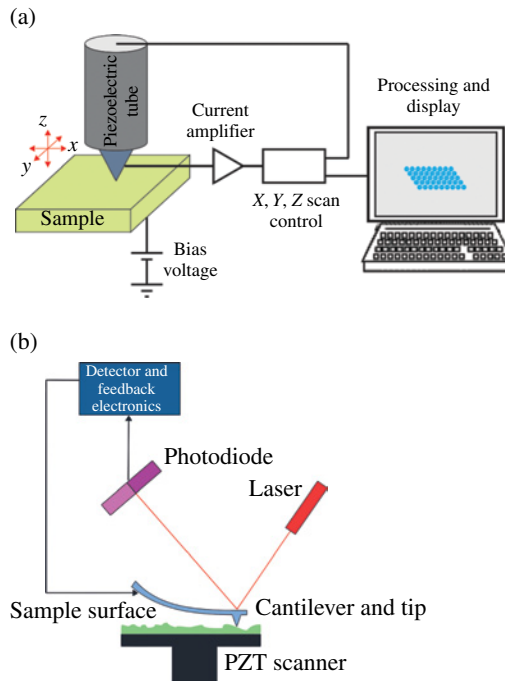 (a)
Piezoelectric
tube
z
x
y
Sample
Current
amplifier
X, Y, Z scan
control
Bias
voltage
Processing and
display
(b)
Detector and
feedback
electronics
Photodiode
Laser
Sample surface
Cantilever and tip
PZT scanner